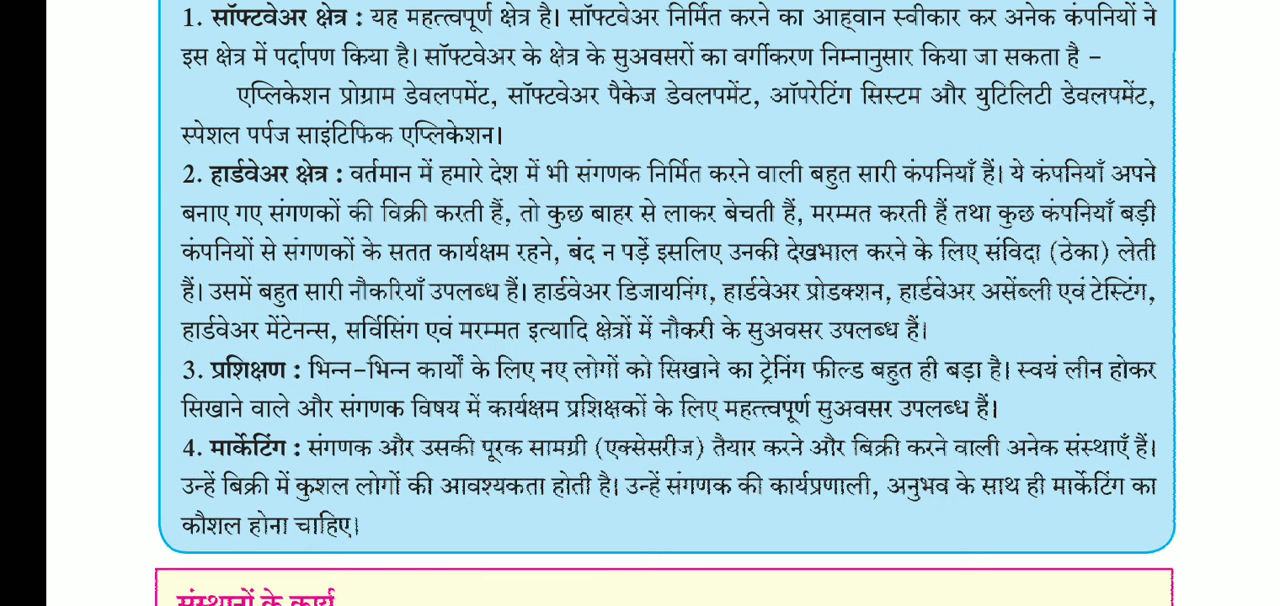 1. सॉफ्टवेअर क्षेत्र : यह महत्त्वपूर्ण क्षेत्र है। सॉफ्टवेअर निर्मित करने का आह्वान स्वीकार कर अनेक कंपनियों ने
इस क्षेत्र में पर्दापण किया है। सॉफ्टवेअर के क्षेत्र के सुअवसरों का वर्गीकरण निम्नानुसार किया जा सकता है –
एप्लिकेशन प्रोग्राम डेवलपमेंट, सॉफ्टवेअर पैकेज डेवलपमेंट, ऑपरेटिंग सिस्टम और युटिलिटी डेवलपमेंट,
स्पेशल पर्पज साइंटिफिक एप्लिकेशन।
2. हार्डवेअर क्षेत्र : वर्तमान में हमारे देश में भी संगणक निर्मित करने वाली बहुत सारी कंपनियाँ हैं। ये कंपनियाँ अपने
बनाए गए संगणकों की विक्री करती हैं, तो कुछ बाहर से लाकर बेचती हैं, मरम्मत करती हैं तथा कुछ कंपनियाँ बड़ी
कंपनियों से संगणकों के सतत कार्यक्षम रहने, बंद न पड़ें इसलिए उनकी देखभाल करने के लिए संविदा (ठेका) लेती
हैं। उसमें बहुत सारी नौकरियाँ उपलब्ध हैं। हार्डवेअर डिजायनिंग, हार्डवेअर प्रोडक्शन, हार्डवेअर असेंब्ली एवं टेस्टिंग,
हार्डवेअर मेंटेनन्स, सर्विसिंग एवं मरम्मत इत्यादि क्षेत्रों में नौकरी के सुअवसर उपलब्ध हैं।
3. प्रशिक्षण : भिन्न-भिन्न कार्यों के लिए नए लोगों को सिखाने का ट्रेनिंग फील्ड बहुत ही बड़ा है। स्वयं लीन होकर
सिखाने वाले और संगणक विषय में कार्यक्षम प्रशिक्षकों के लिए महत्त्वपूर्ण सुअवसर उपलब्ध हैं।
4. मार्केटिंग : संगणक और उसकी पूरक सामग्री (एक्सेसरीज) तैयार करने और बिक्री करने वाली अनेक संस्थाएँ हैं।
उन्हें बिक्री में कुशल लोगों की आवश्यकता होती है। उन्हें संगणक की कार्यप्रणाली, अनुभव के साथ ही मार्केटिंग का
कौशल होना चाहिए।
संस्थानों के कार्य